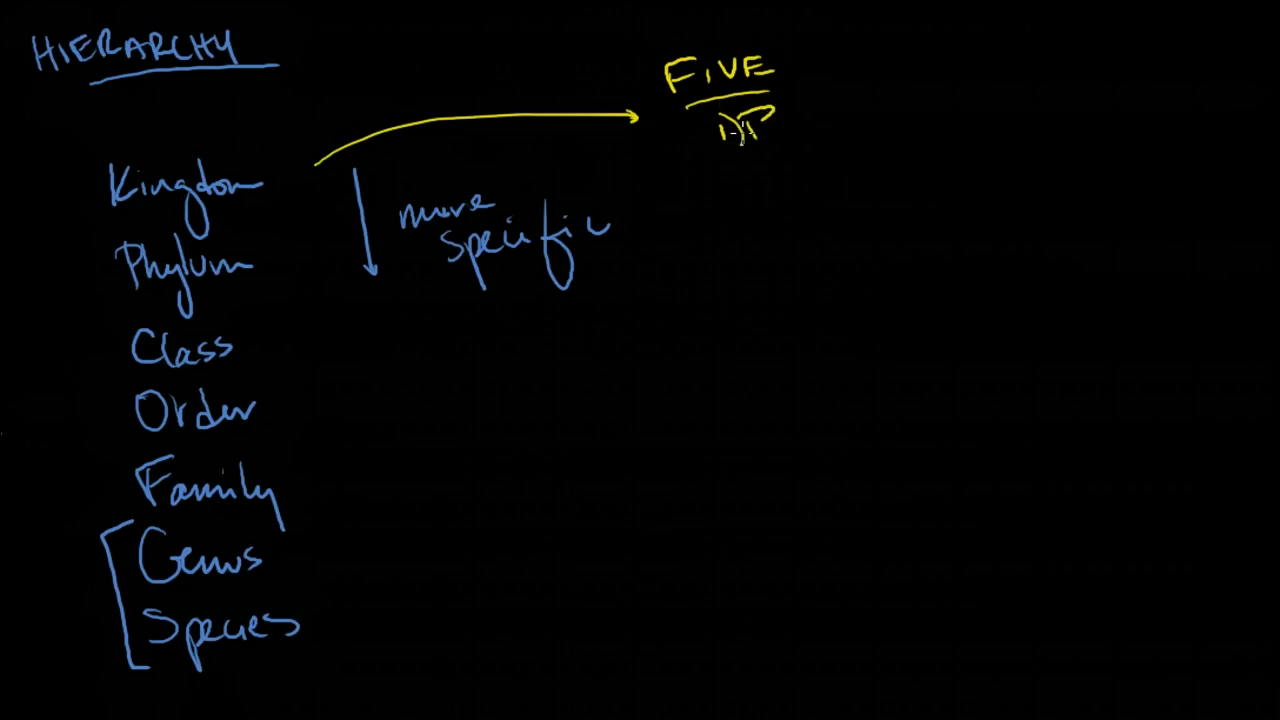 HIERARCHY
FIVE
Kingdom
more
specific
Phylum
Class
Order
Family
Genus
Species